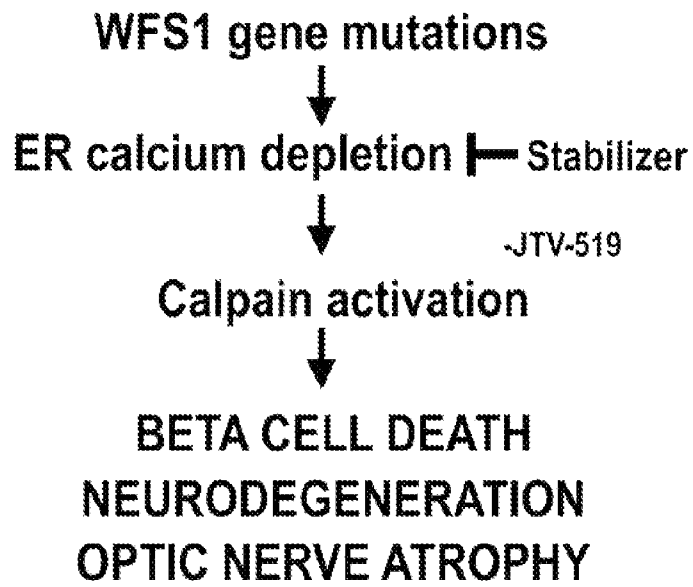 WFS1 gene mutations
ER calcium depletion
Stabilizer
-JTV-519
Calpain activation
BETA CELL DEATH
NEURODEGENERATION
OPTIC NERVE ATROPHY